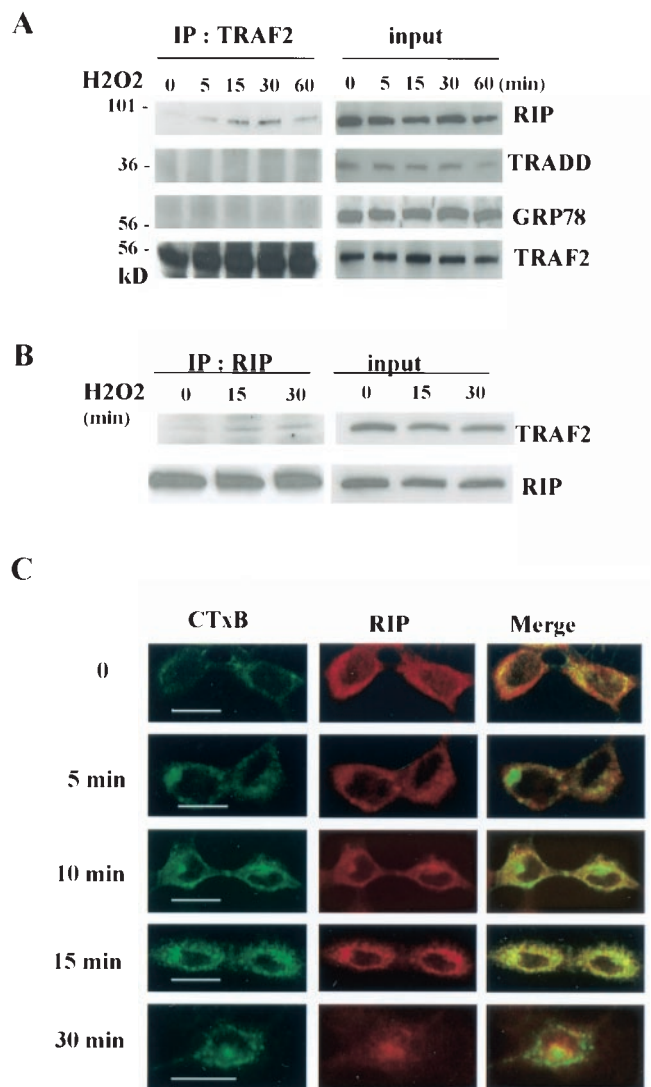 A
IP : TRAF2 input
H2O2 0 5 15 30 60 0 5 15 30 60 (min)
101 - RIP
36 - TRADD
56 - GRP78
56 - TRAF2
kD
B
IP : RIP input
H2O2 0 15 30 0 15 30
(min)
TRAF2
RIP
C
CTxB RIP Merge
0
5 min
10 min
15 min
30 min